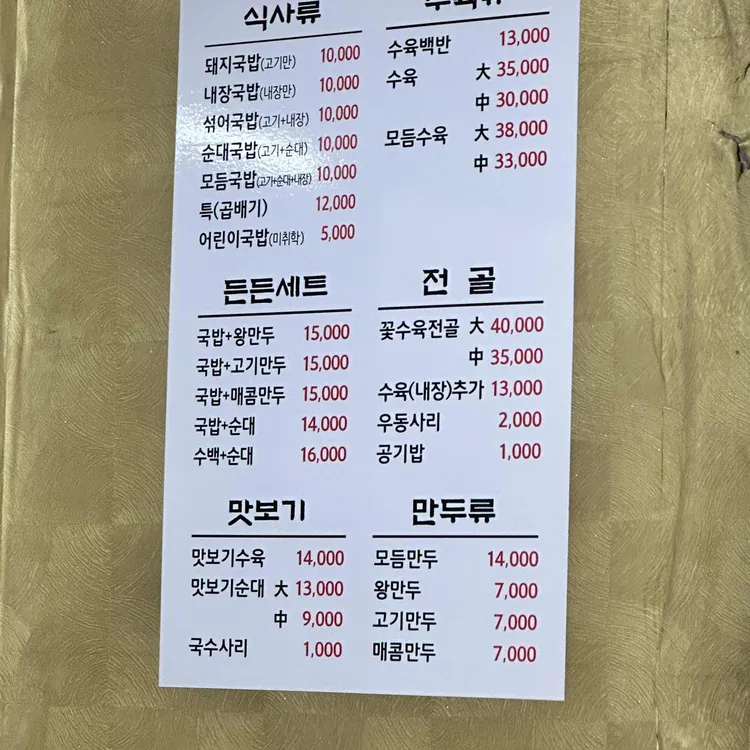 식사류
돼지국밥(고기만) 10,000
내장국밥(내장만) 10,000
섞어국밥(고기+내장) 10,000
순대국밥(고기+순대) 10,000
모듬국밥(고기+순대+내장) 10,000
특(곱배기) 12,000
어린이국밥(미취학) 5,000
수육백반 13,000
수육 大 35,000
中 30,000
모듬수육 大 38,000
中 33,000
든든세트
국밥+왕만두 15,000
국밥+고기만두 15,000
국밥+매콤만두 15,000
국밥+순대 14,000
수백+순대 16,000
전 골
꽃수육전골 大 40,000
中 35,000
수육(내장)추가 13,000
우동사리 2,000
공기밥 1,000
맛보기
맛보기수육 14,000
맛보기순대 大 13,000
中 9,000
국수사리 1,000
만두류
모듬만두 14,000
왕만두 7,000
고기만두 7,000
매콤만두 7,000